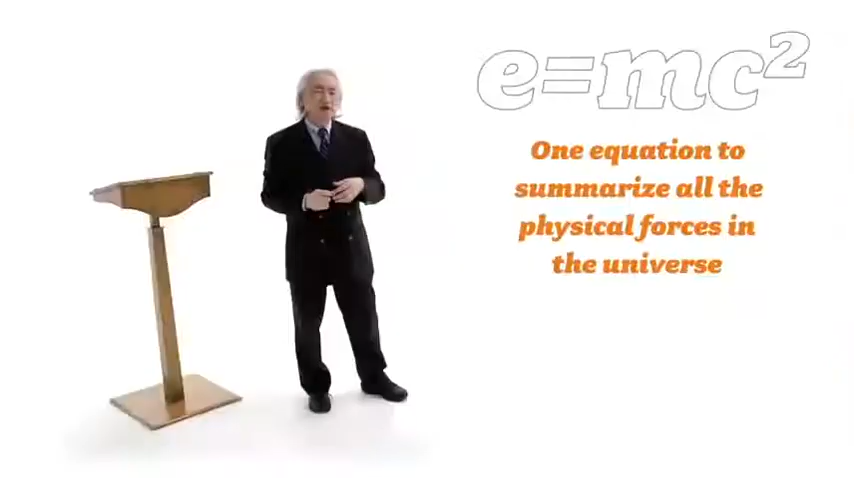 e=mc²
One equation to
summarize all the
physical forces in
the universe